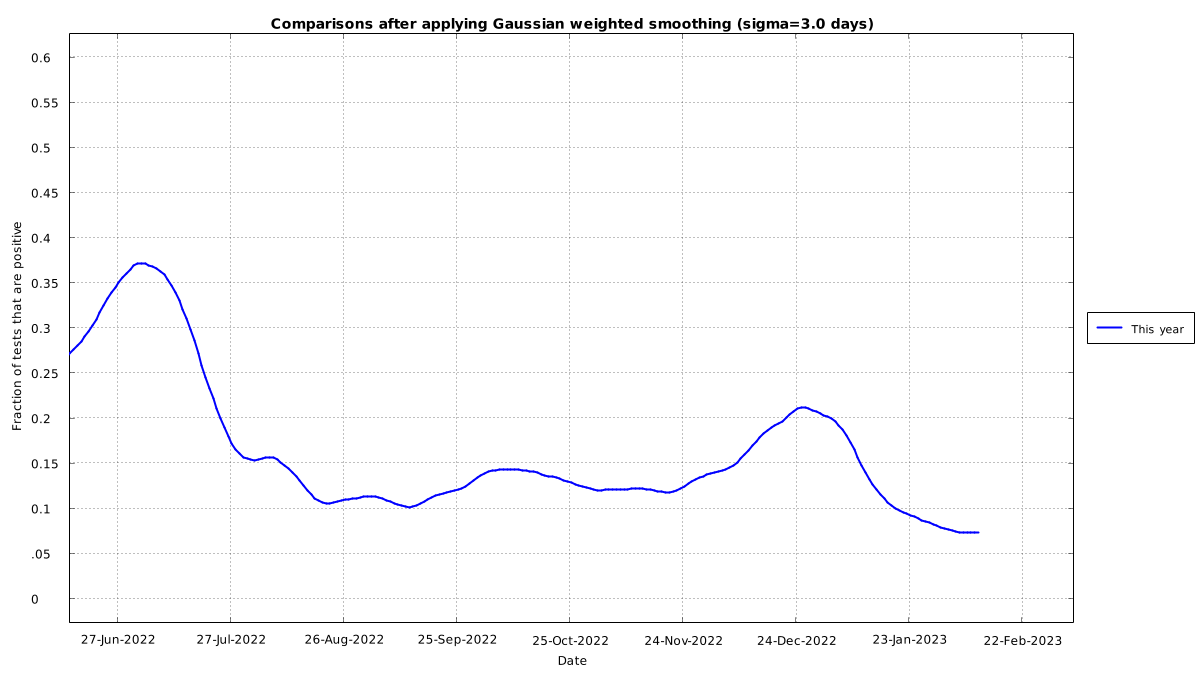 Comparisons after applying Gaussian weighted smoothing (sigma=3.0 days)
0.6
0.55
0.5
0.45
0.4
0.35
0.3
0.25
0.2
0.15
0.1
.05
0
Fraction of tests that are positive
27-Jun-2022
27-Jul-2022
26-Aug-2022
25-Sep-2022
25-Oct-2022
24-Nov-2022
24-Dec-2022
23-Jan-2023
22-Feb-2023
Date
This year